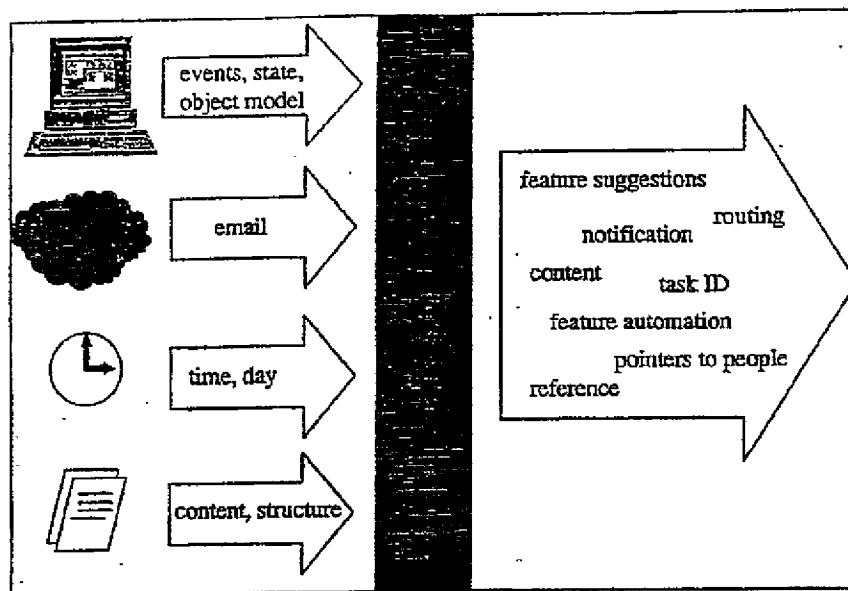 events, state,
object model
email
time, day
content, structure
feature suggestions
routing
notification
content
task ID
feature automation
pointers to people
reference